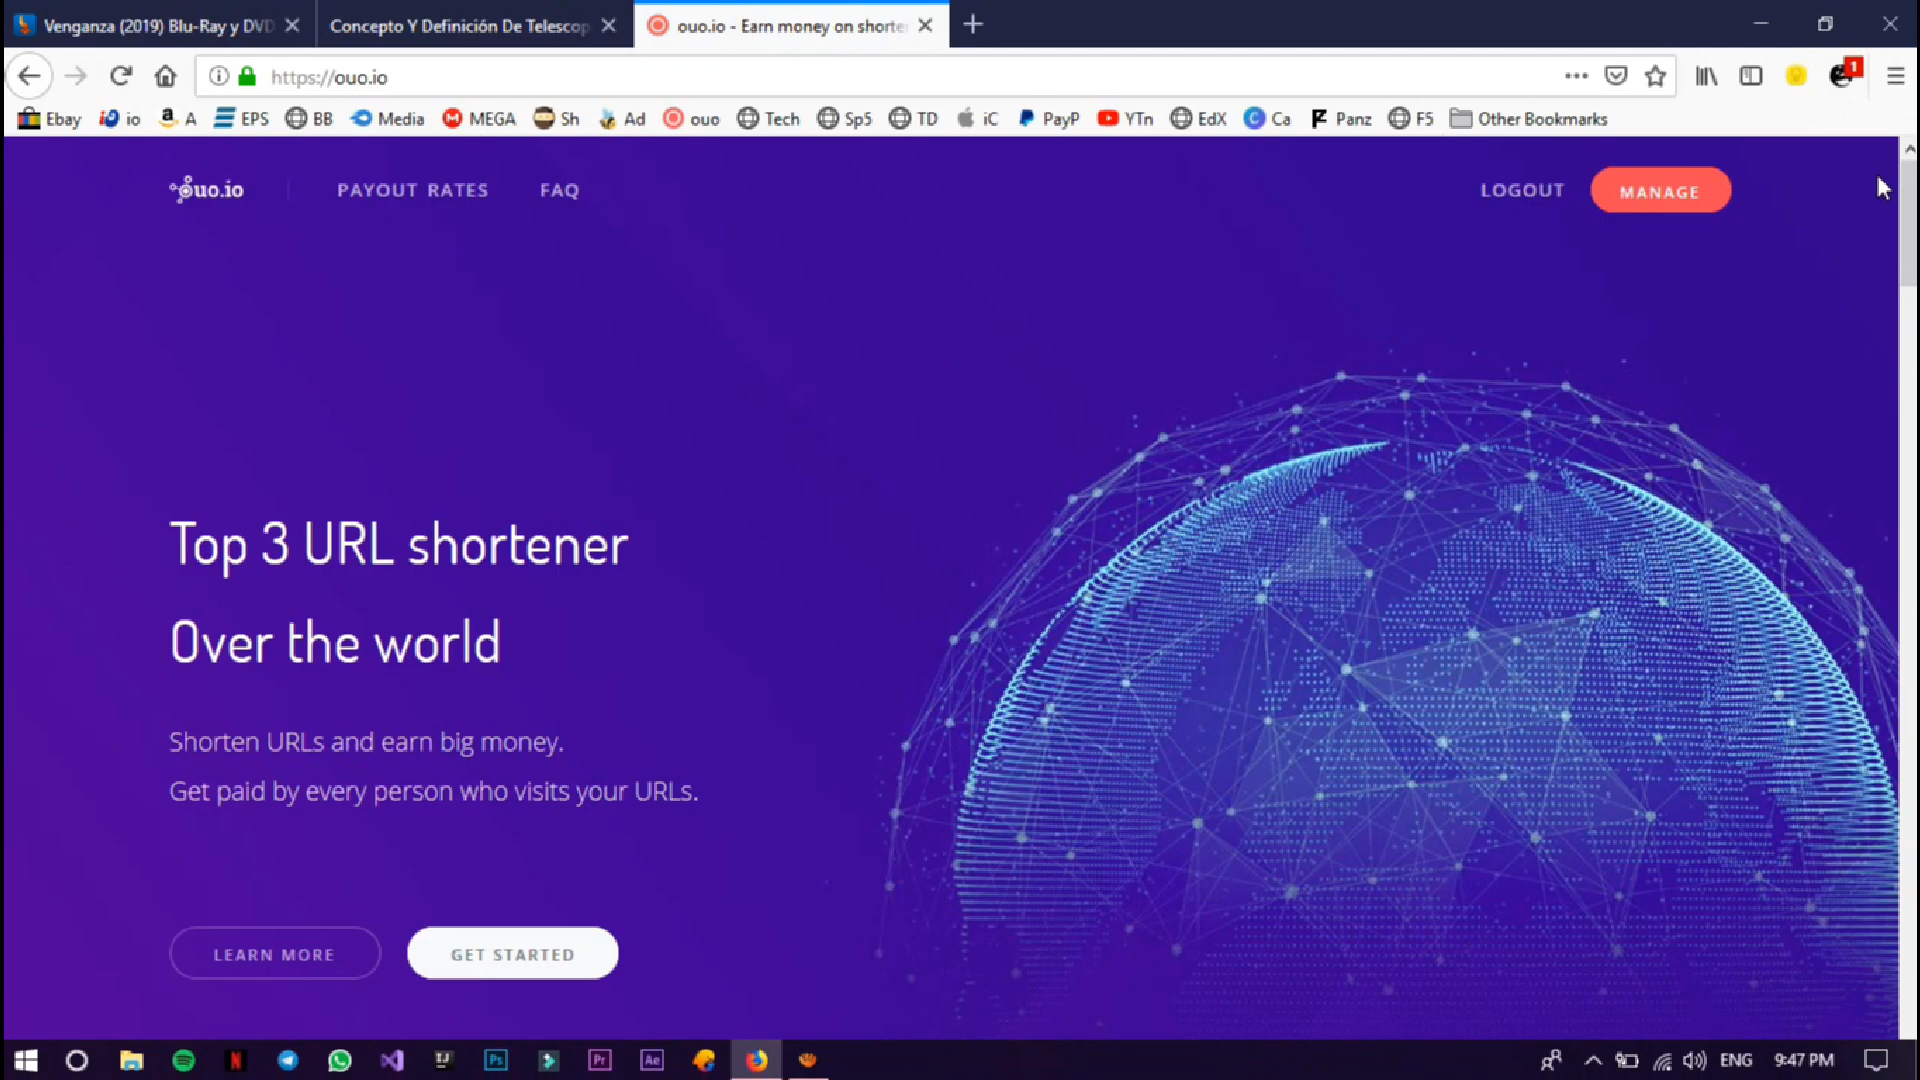 Venganza (2019) Blu-Ray y DVD
Concepto Y Definición De Telescop
ouo.io - Earn money on shorte
https://ouo.io
1
Ebay io A EPS BB Media MEGA Sh Ad ouo Tech Sp5 TD iC PayP YTn EdX Ca Panz F5 Other Bookmarks
ouo.io PAYOUT RATES FAQ LOGOUT MANAGE
Top 3 URL shortener
Over the world
Shorten URLs and earn big money.
Get paid by every person who visits your URLs.
LEARN MORE GET STARTED
Ps Pr Ae ENG 9:47 PM